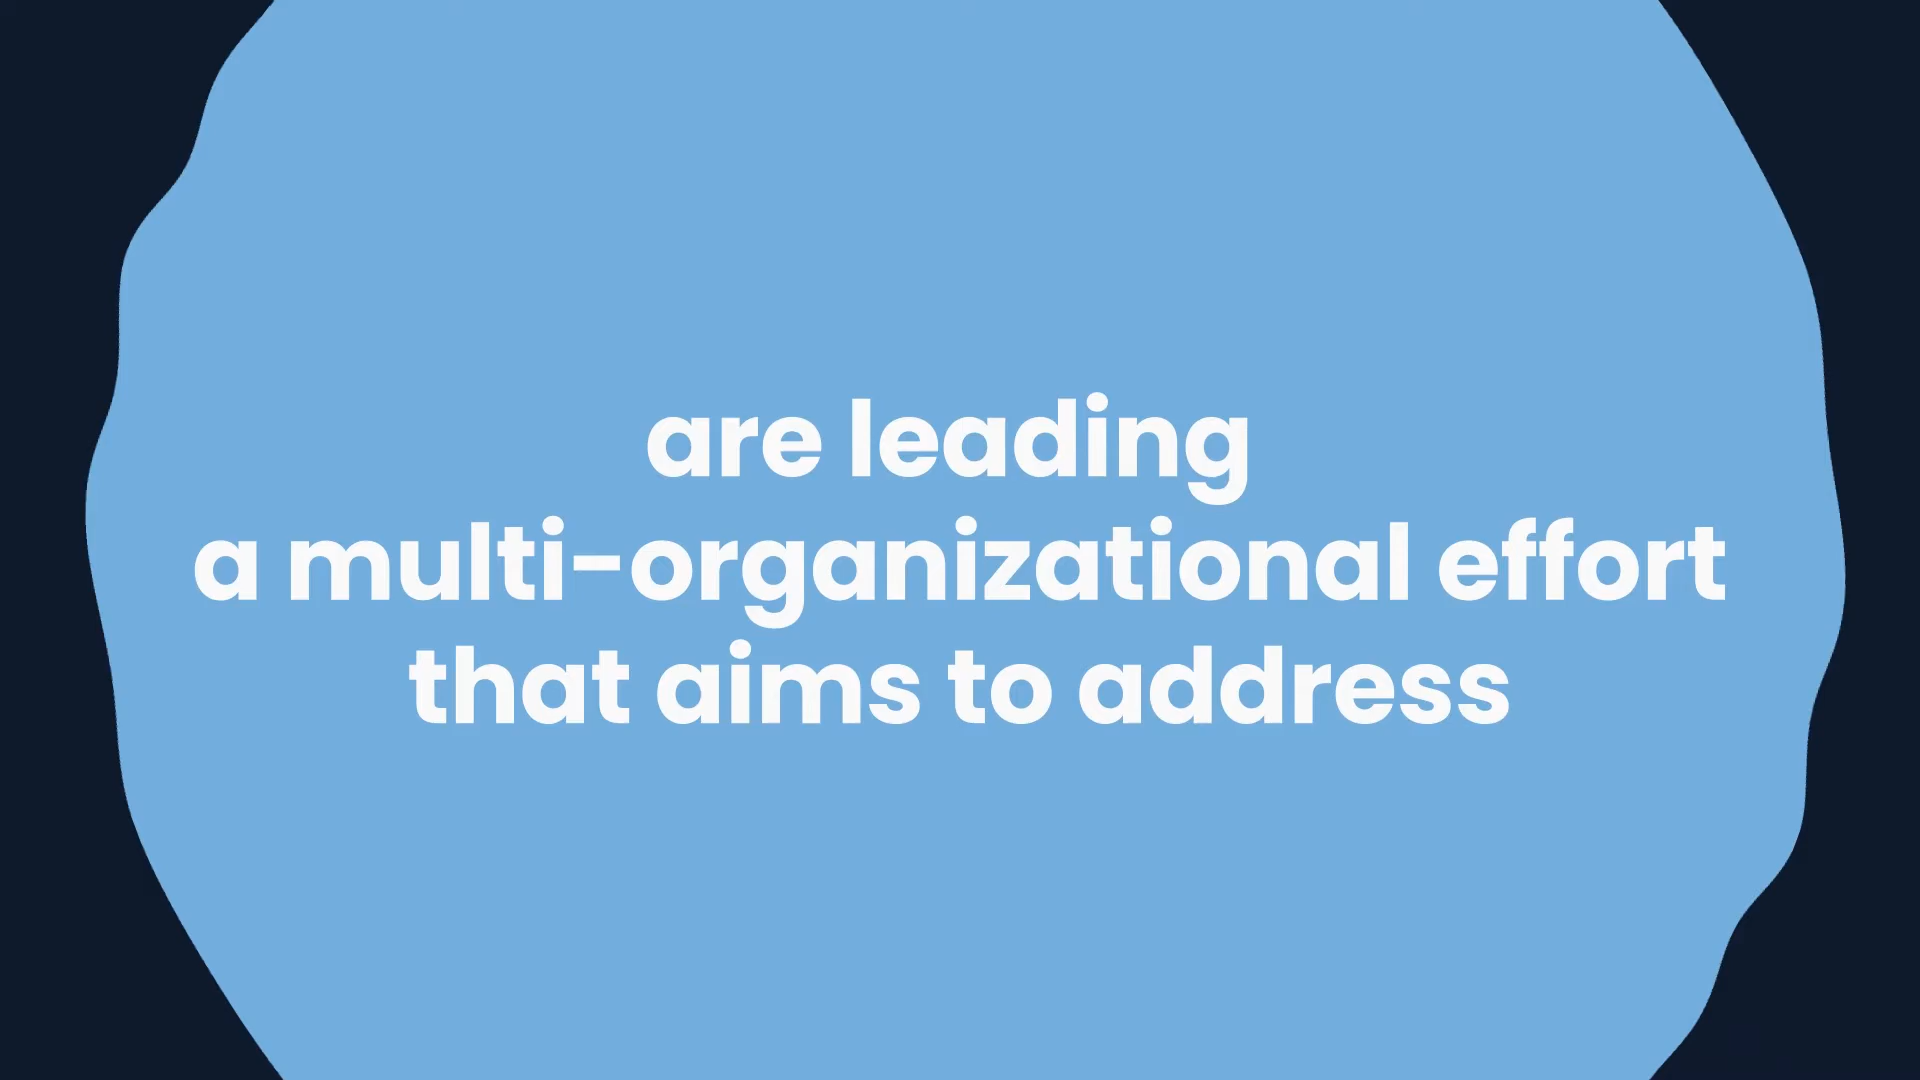 are leading
a multi-organizational effort
that aims to address